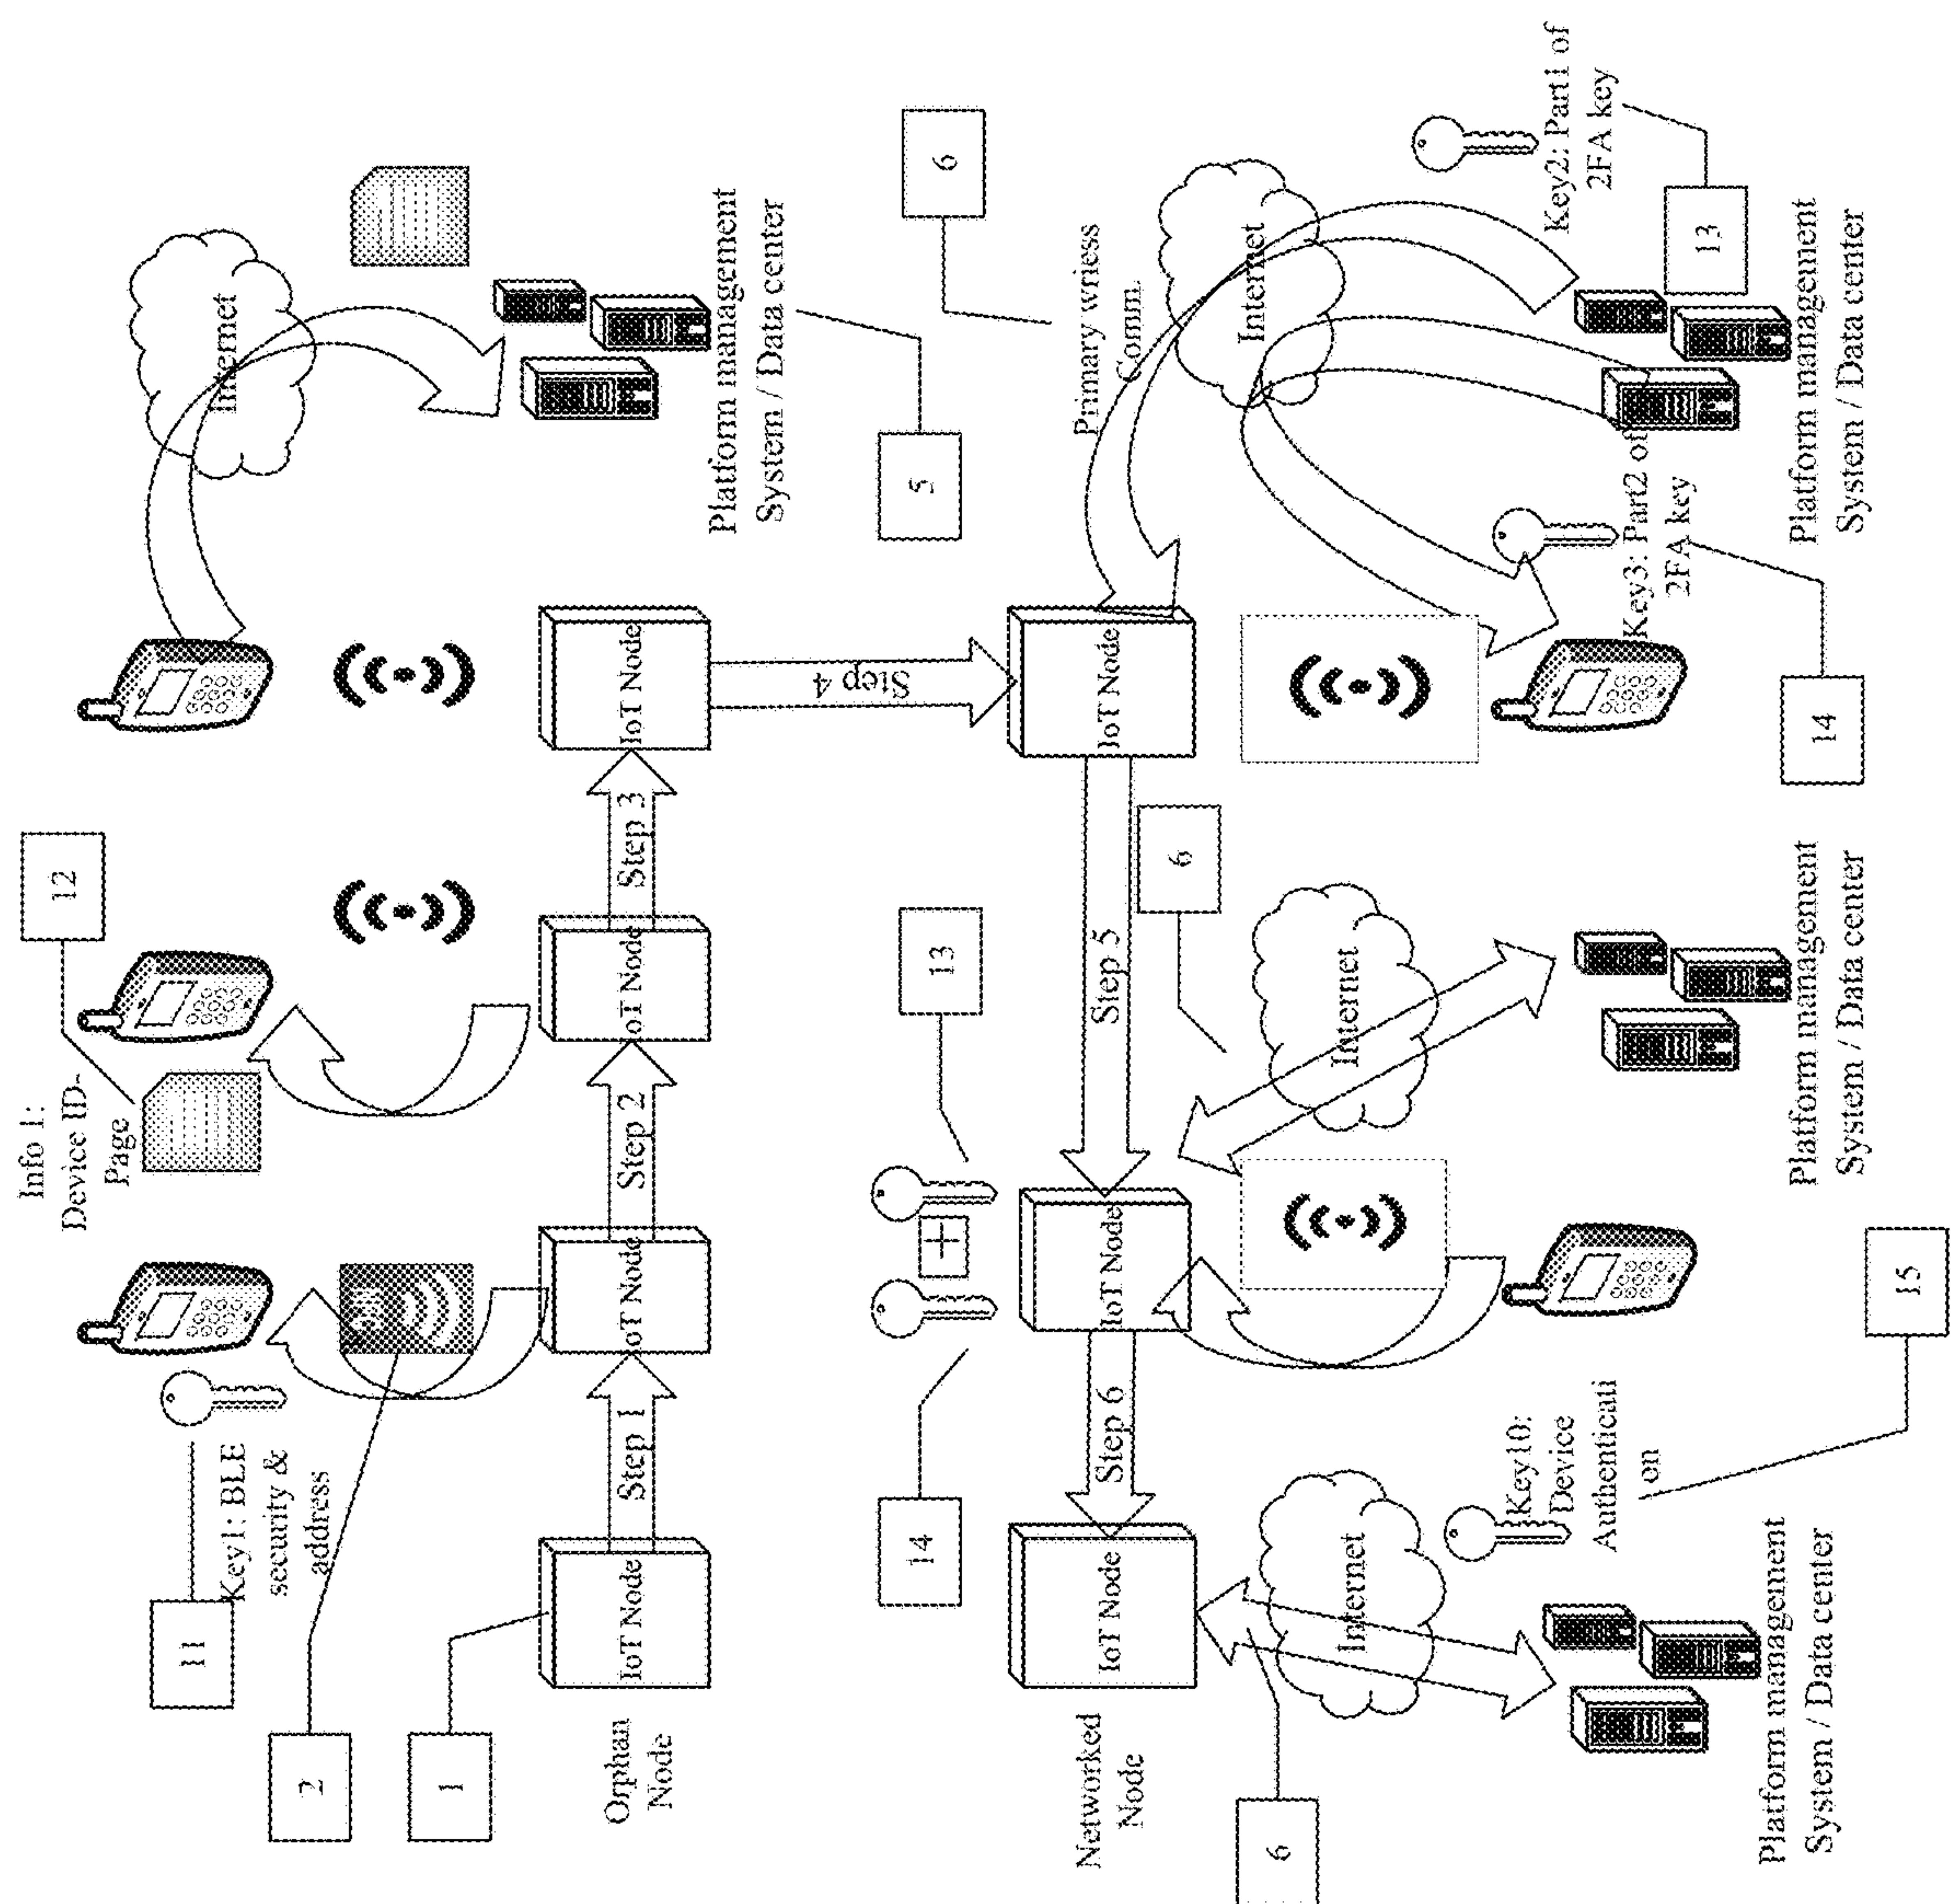 11
2
1
Key1: BLE
security &
address
Info 1:
Device ID-
Page
12
Internet
Orphan
Node
IoT Node
Step 1
IoT Node
Step 2
IoT Node
Step 3
IoT Node
Platform management
System / Data center
5
Step 4
6
14
13
Networked
Node
IoT Node
Step 6
IoT Node
Step 5
IoT Node
Primary wriess
Comm.
6
6
Internet
Internet
Internet
Key10:
Device
Authenticati
on
15
Key3: Part2 of
2FA key
14
Key2: Part1 of
2FA key
13
Platform management
System / Data center
Platform management
System / Data center
Platform management
System / Data center